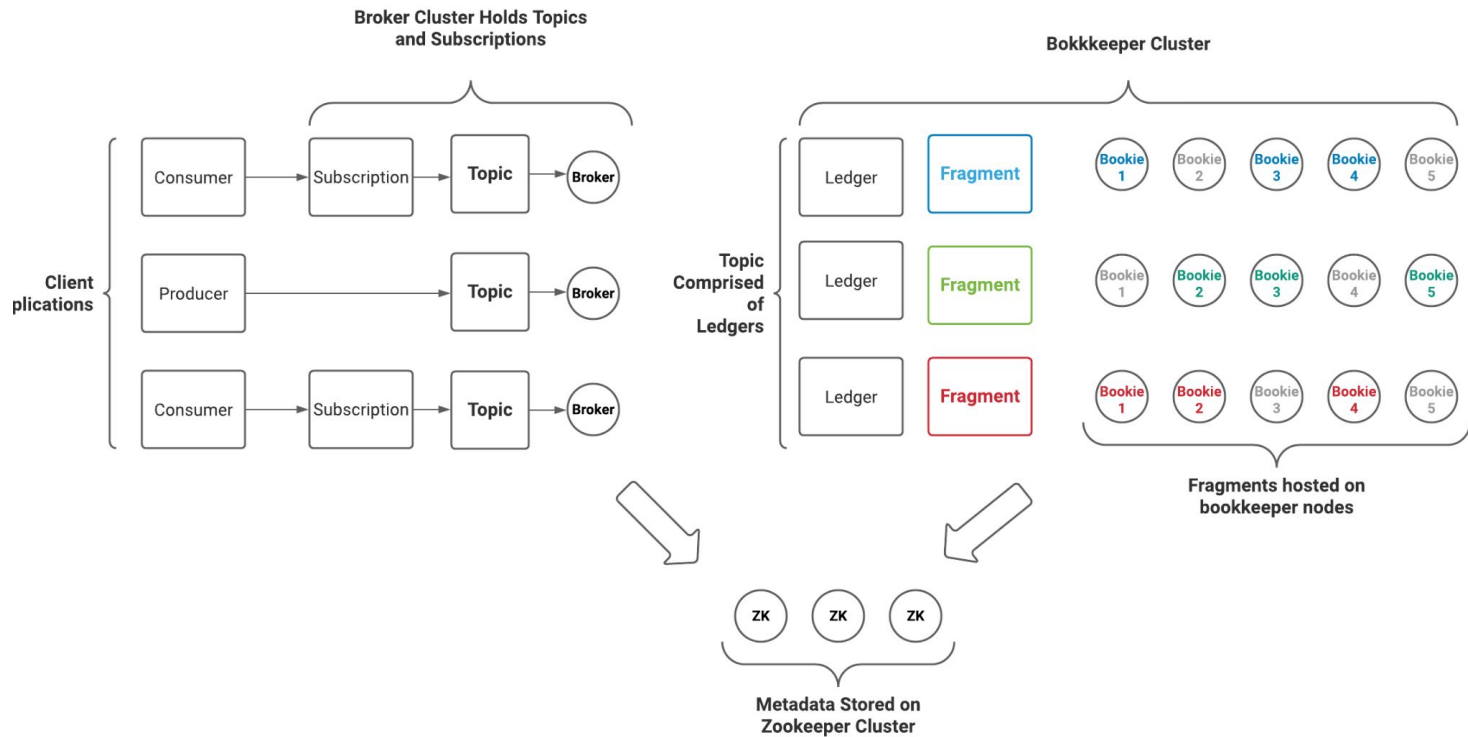 Broker Cluster Holds Topics
and Subscriptions
Bokkkeeper Cluster
Client
plications
Consumer
Subscription
Topic
Broker
Producer
Topic
Broker
Consumer
Subscription
Topic
Broker
Topic
Comprised
of
Ledgers
Ledger
Fragment
Bookie
1
Bookie
2
Bookie
3
Bookie
4
Bookie
5
Ledger
Fragment
Bookie
1
Bookie
2
Bookie
3
Bookie
4
Bookie
5
Ledger
Fragment
Bookie
1
Bookie
2
Bookie
3
Bookie
4
Bookie
5
Fragments hosted on
bookkeeper nodes
ZK
ZK
ZK
Metadata Stored on
Zookeeper Cluster